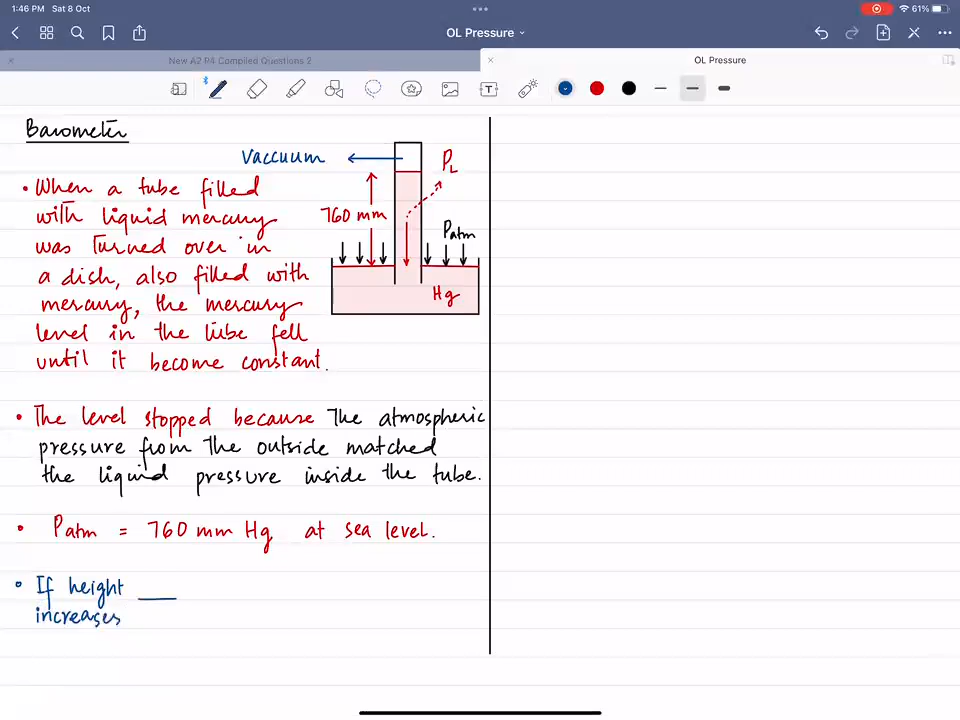 1:46 PM Sat 8 Oct
61%
OL Pressure
New A2 P4 Compiled Questions 2
OL Pressure
Barometer
Vaccuum
PL
• When a tube filled
with liquid mercury
760 mm
Patm
was turned over in
a dish, also filled with
mercury, the mercury
Hg
level in the tube fell
until it become constant.
• The level stopped because the atmospheric
pressure from the outside matched
the liquid pressure inside the tube.
• Patm = 760 mm Hg at sea level.
• If height
increases